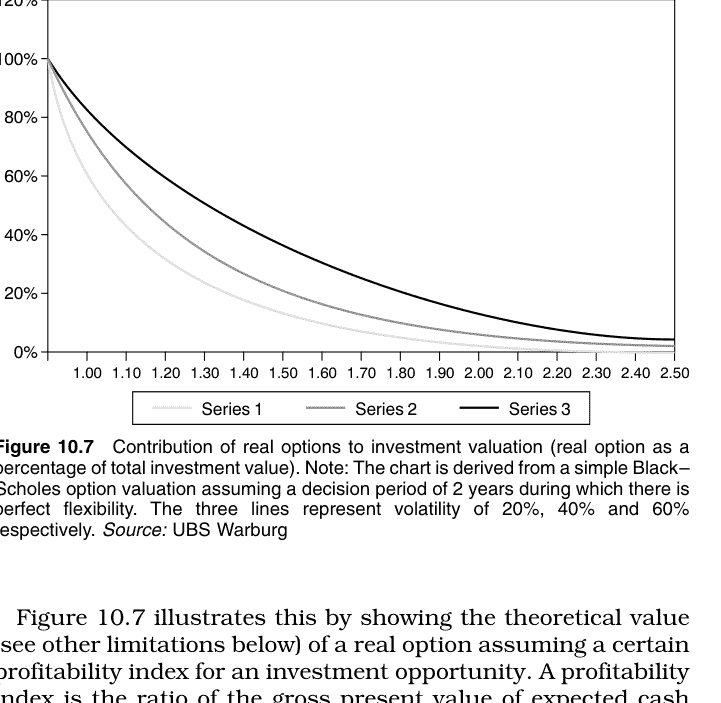 120%
100%
80%
60%
40%
20%
0%
1.00 1.10 1.20 1.30 1.40 1.50 1.60 1.70 1.80 1.90 2.00 2.10 2.20 2.30 2.40 2.50
Series 1 Series 2 Series 3
Figure 10.7 Contribution of real options to investment valuation (real option as a
percentage of total investment value). Note: The chart is derived from a simple Black–
Scholes option valuation assuming a decision period of 2 years during which there is
perfect flexibility. The three lines represent volatility of 20%, 40% and 60%
respectively. Source: UBS Warburg
Figure 10.7 illustrates this by showing the theoretical value
(see other limitations below) of a real option assuming a certain
profitability index for an investment opportunity. A profitability
index is the ratio of the gross present value of expected cash